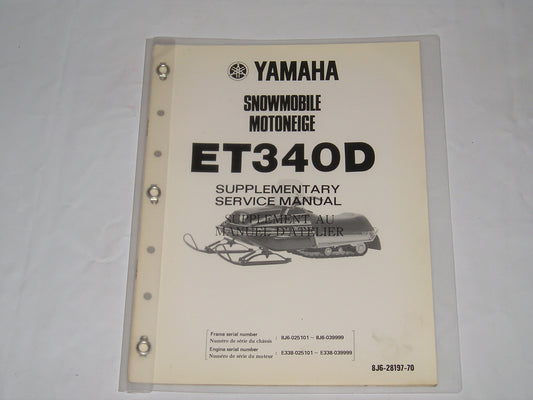 YAMAHA
SNOWMOBILE
MOTONEIGE
ET340D
SUPPLEMENTARY
SERVICE MANUAL
SUPPLEMENT AU
MANUEL D'ATELIER
Frame serial number
Numéro de série du châssis : 8J6-025101 ~ 8J6-039999
Engine serial number
Numéro de série du moteur : E338-025101 ~ E338-039999
8J6-28197-70